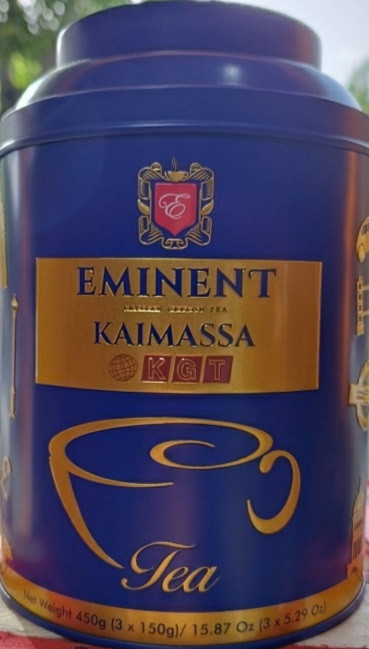 E
EMINENT
KAIMASSA
KGT
Tea
Net Weight 450g (3 x 150g)/ 15.87 Oz (3 x 5.29 Oz)